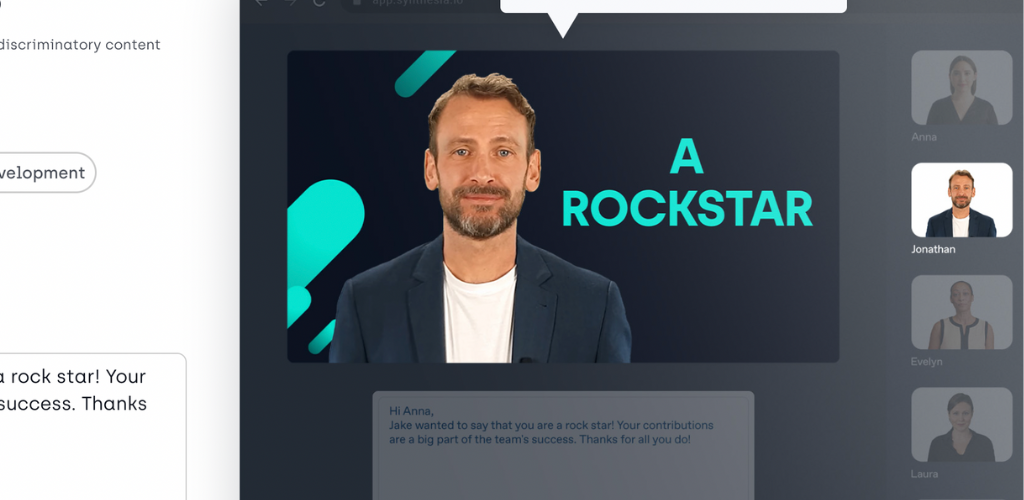 discriminatory content
velopment
a rock star! Your
success. Thanks
app.synthesia.io
A
ROCKSTAR
Hi Anna,
Jake wanted to say that you are a rock star! Your contributions
are a big part of the team's success. Thanks for all you do!
Anna
Jonathan
Evelyn
Laura